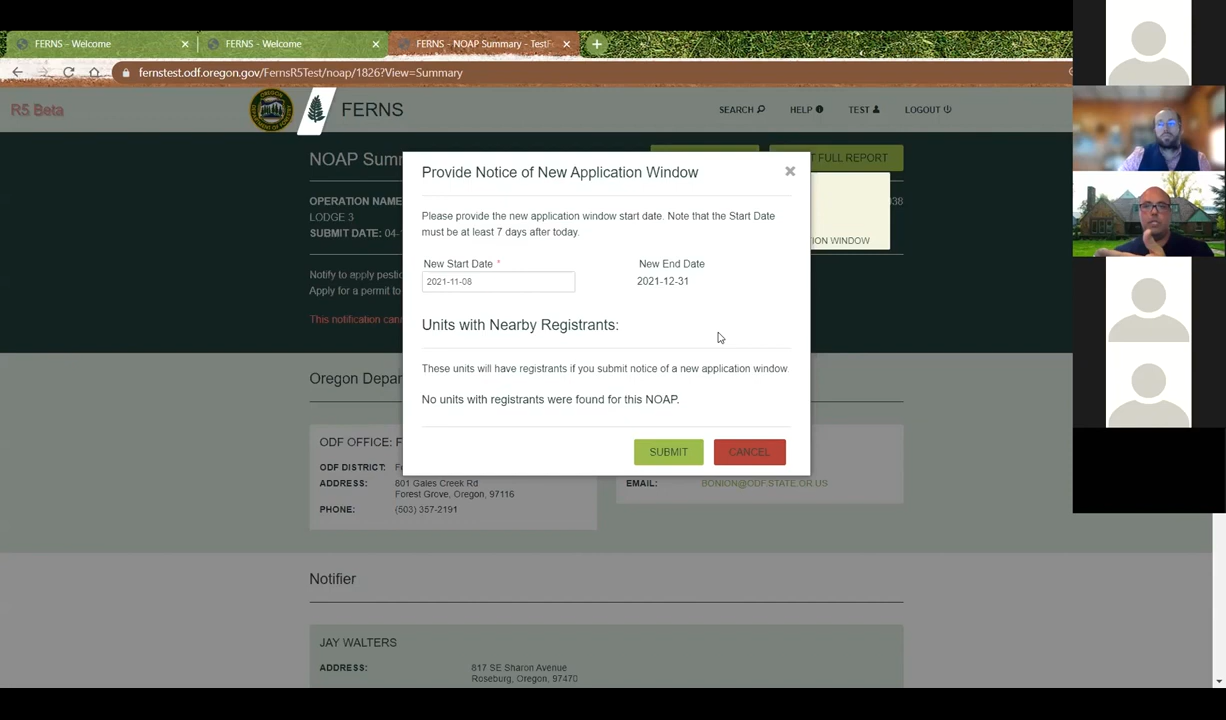 FERNS - Welcome
FERNS - Welcome
FERNS - NOAP Summary - TestF
fernstest.odf.oregon.gov/FernsR5Test/noap/1826?View=Summary
R5 Beta
FERNS
SEARCH
HELP
TEST
LOGOUT
NOAP Summ
T FULL REPORT
OPERATION NAME
038
LODGE 3
SUBMIT DATE: 04-
ION WINDOW
Notify to apply pestic
Apply for a permit to
This notification can
Provide Notice of New Application Window
Please provide the new application window start date. Note that the Start Date
must be at least 7 days after today.
New Start Date *
New End Date
2021-11-08
2021-12-31
Units with Nearby Registrants:
These units will have registrants if you submit notice of a new application window.
No units with registrants were found for this NOAP.
SUBMIT
CANCEL
Oregon Depar
ODF OFFICE: F
ODF DISTRICT: Fo
ADDRESS: 801 Gales Creek Rd
Forest Grove, Oregon, 97116
PHONE: (503) 357-2191
EMAIL: BONION@ODF.STATE.OR.US
Notifier
JAY WALTERS
ADDRESS: 817 SE Sharon Avenue
Roseburg, Oregon, 97470